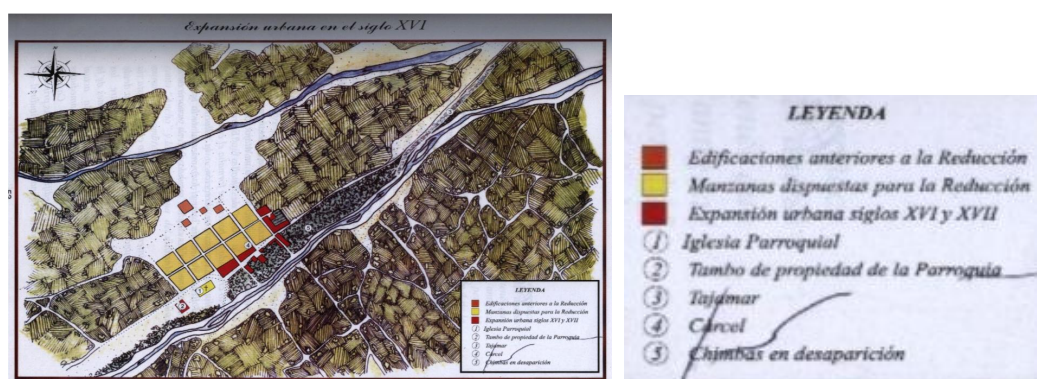 Expansión urbana en el siglo XVI
LEYENDA
Edificaciones anteriores a la Reducción
Manzanas dispuestas para la Reducción
Expansión urbana siglos XVI y XVII
1 Iglesia Parroquial
2 Tambo de propiedad de la Parroquia
3 Tajamar
4 Carcel
5 Chimbas en desaparición
LEYENDA
Edificaciones anteriores a la Reducción
Manzanas dispuestas para la Reducción
Expansión urbana siglos XVI y XVII
1 Iglesia Parroquial
2 Tambo de propiedad de la Parroquia
3 Tajamar
4 Carcel
5 Chimbas en desaparición